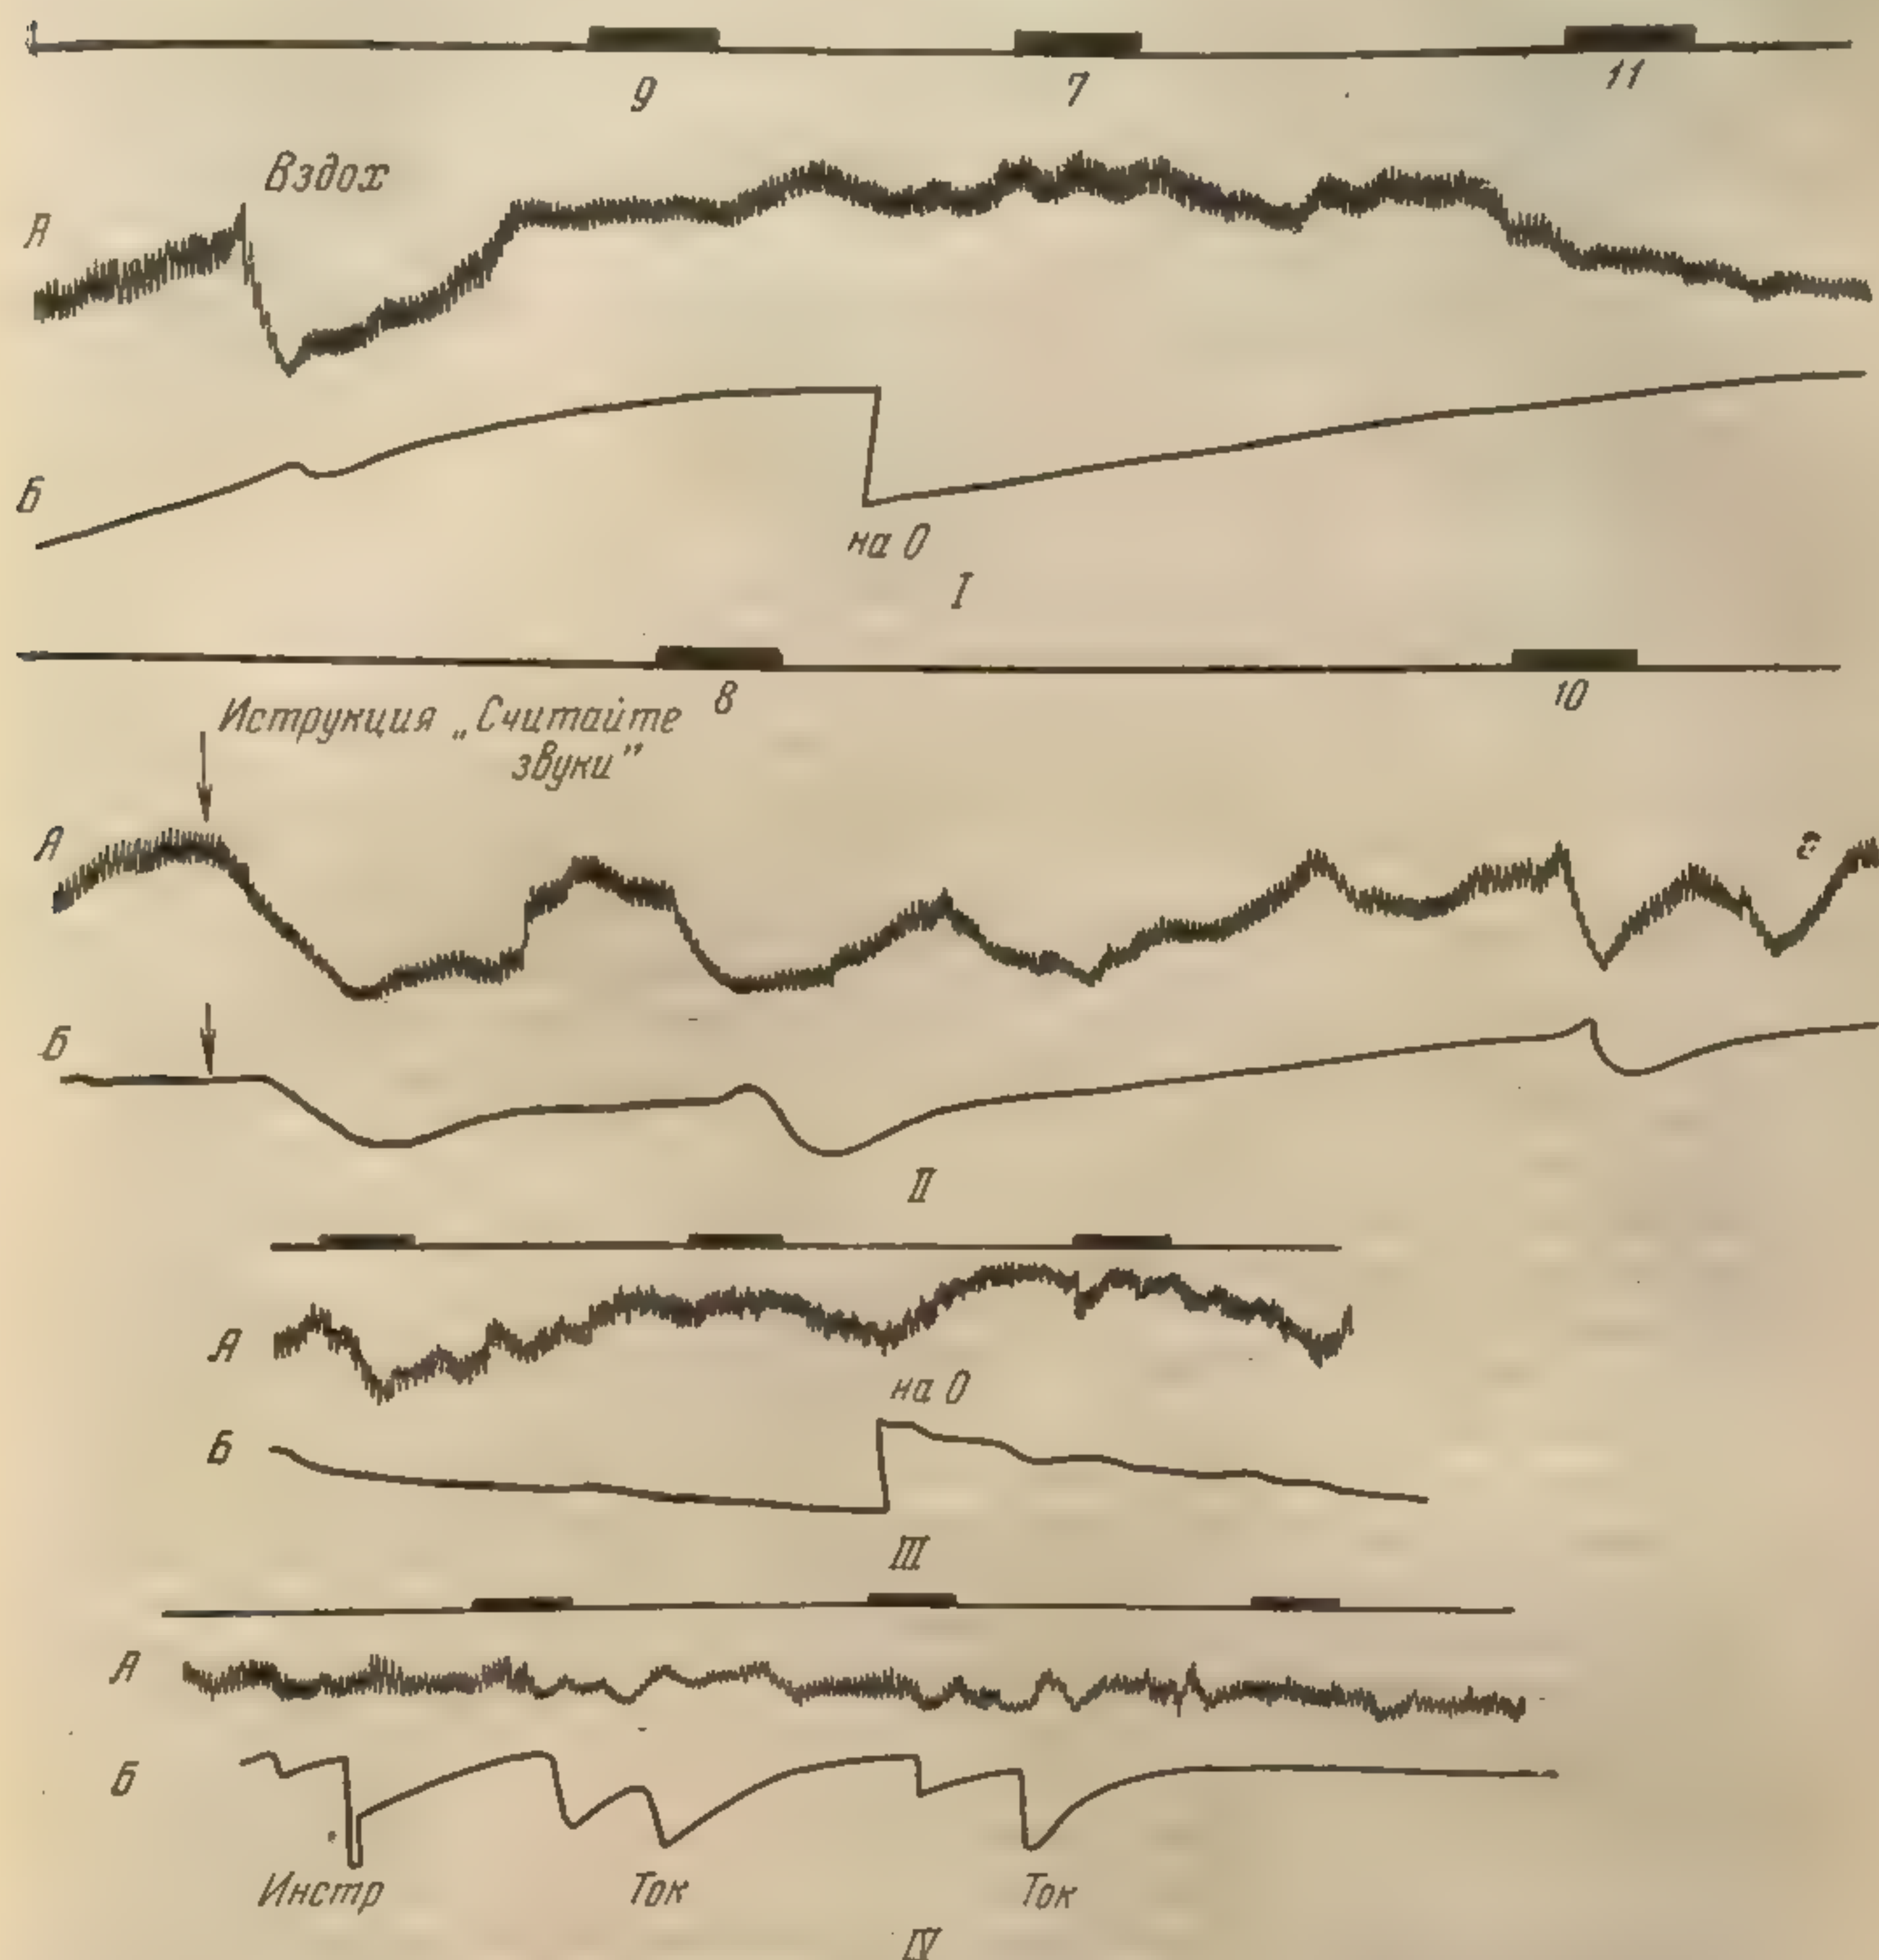 9 7 11
Вздох
А
Б
на 0
I
8 10
Иструкция „Считайте
звуки”
А
Б
II
А
на 0
Б
III
А
Б
Инстр Ток Ток
IV